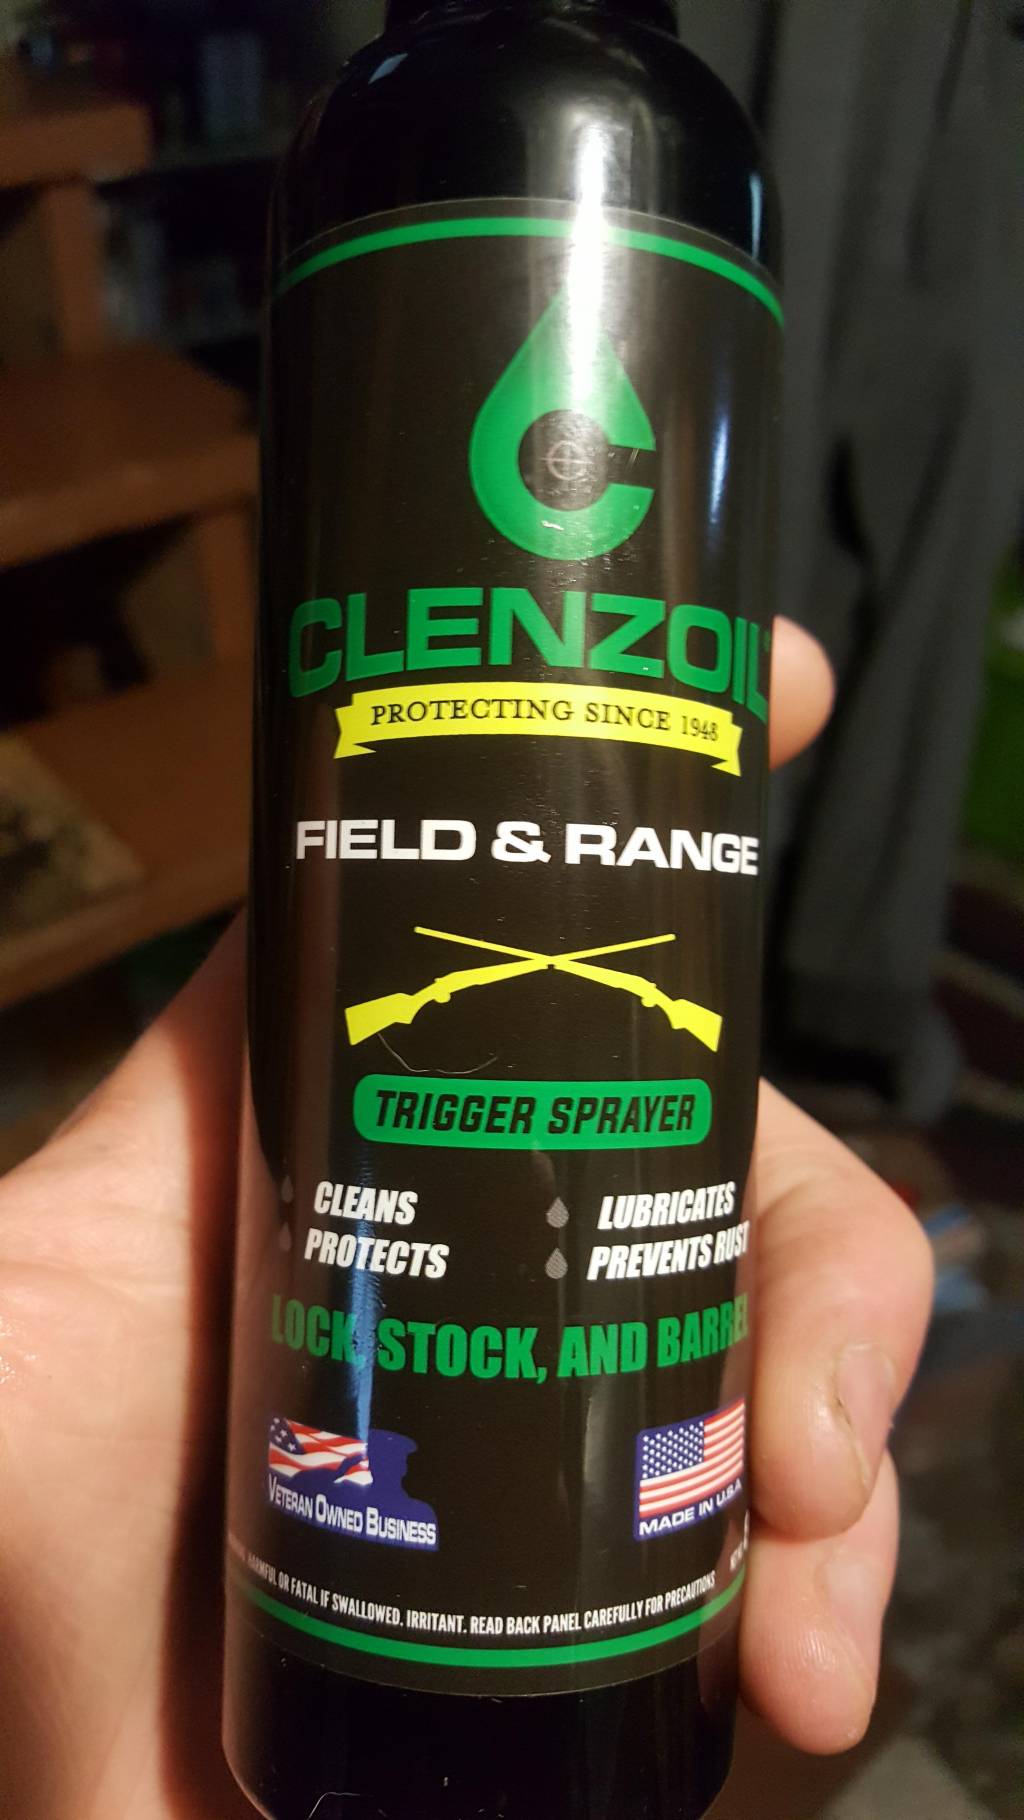 CLENZOIL
PROTECTING SINCE 1948
FIELD & RANGE
TRIGGER SPRAYER
CLEANS
LUBRICATES
PROTECTS
PREVENTS RUST
LOCK, STOCK, AND BARREL
VETERAN OWNED BUSINESS
MADE IN U.S.A
HARMFUL OR FATAL IF SWALLOWED. IRRITANT. READ BACK PANEL CAREFULLY FOR PRECAUTIONS